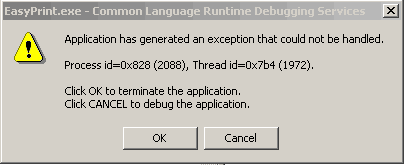 EasyPrint.exe - Common Language Runtime Debugging Services
Application has generated an exception that could not be handled.
Process id=0x828 (2088), Thread id=0x7b4 (1972).
Click OK to terminate the application.
Click CANCEL to debug the application.
OK
Cancel